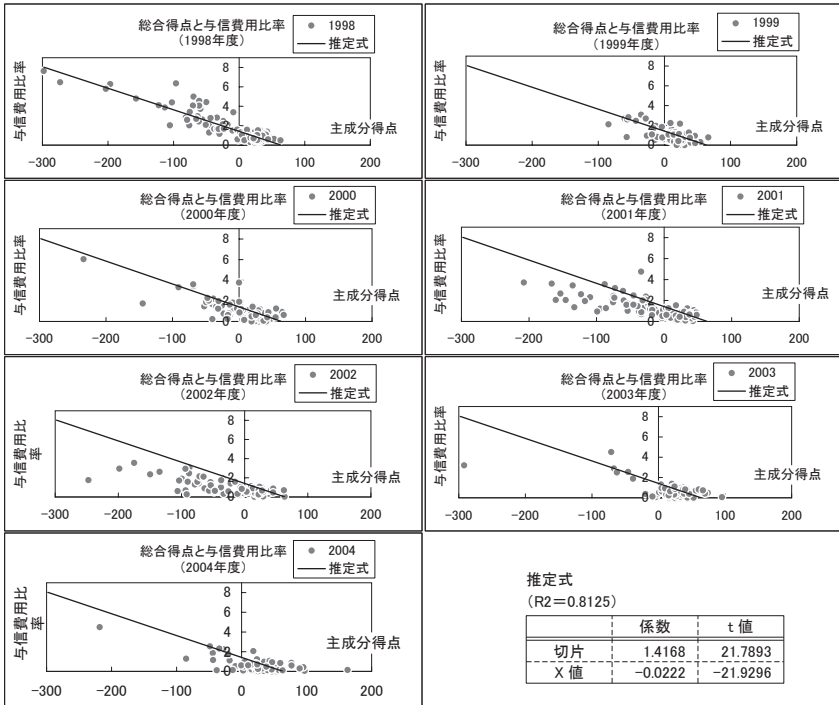 総合得点と与信費用比率
(1998年度)
1998
推定式
与信費用比率
主成分得点
8
6
4
2
0
-300 -200 -100 0 100 200
総合得点と与信費用比率
(1999年度)
1999
推定式
与信費用比率
主成分得点
8
6
4
2
0
-300 -200 -100 0 100 200
総合得点と与信費用比率
(2000年度)
2000
推定式
与信費用比率
主成分得点
8
6
4
2
0
-300 -200 -100 0 100 200
総合得点と与信費用比率
(2001年度)
2001
推定式
与信費用比率
主成分得点
8
6
4
2
0
-300 -200 -100 0 100 200
総合得点と与信費用比率
(2002年度)
2002
推定式
与信費用比
率
主成分得点
8
6
4
2
0
-300 -200 -100 0 100 200
総合得点と与信費用比率
(2003年度)
2003
推定式
与信費用比率
主成分得点
8
6
4
2
0
-300 -200 -100 0 100 200
総合得点と与信費用比率
(2004年度)
2004
推定式
与信費用比
率
主成分得点
8
6
4
2
0
-300 -200 -100 0 100 200
推定式
(R2=0.8125)
係数 t 値
切片 1.4168 21.7893
X 値 -0.0222 -21.9296